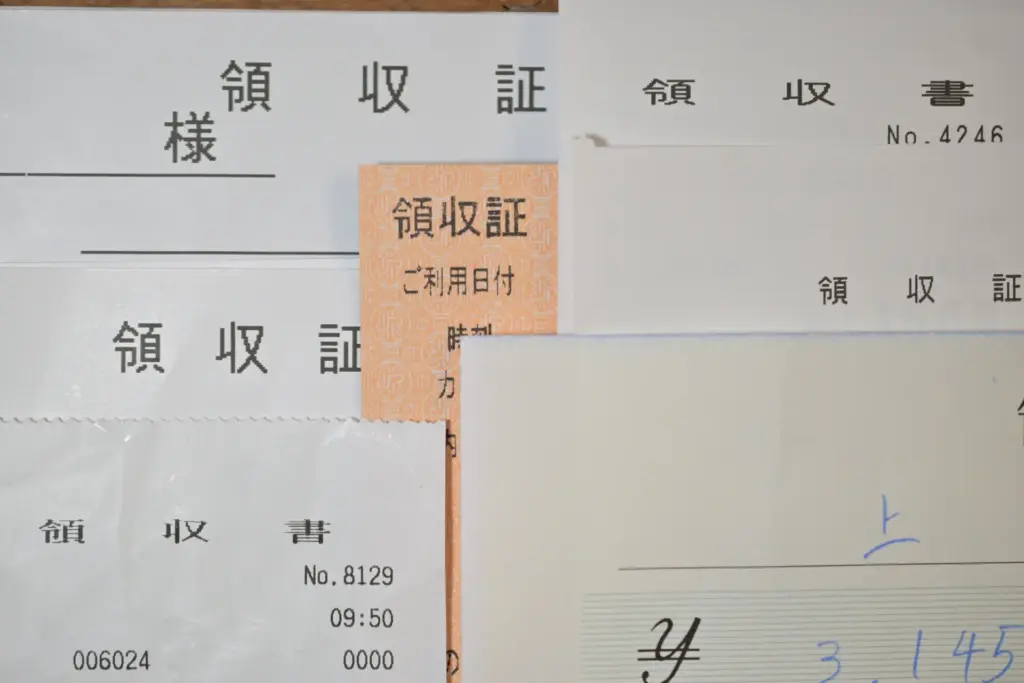 領 収 証
様
領 収 書
No.4246
領収証
ご利用日付
時刻
カ
内
の
領 収 証
領 収 証
領 収 書
No.8129
09:50
006024 0000
上
¥ 3,145